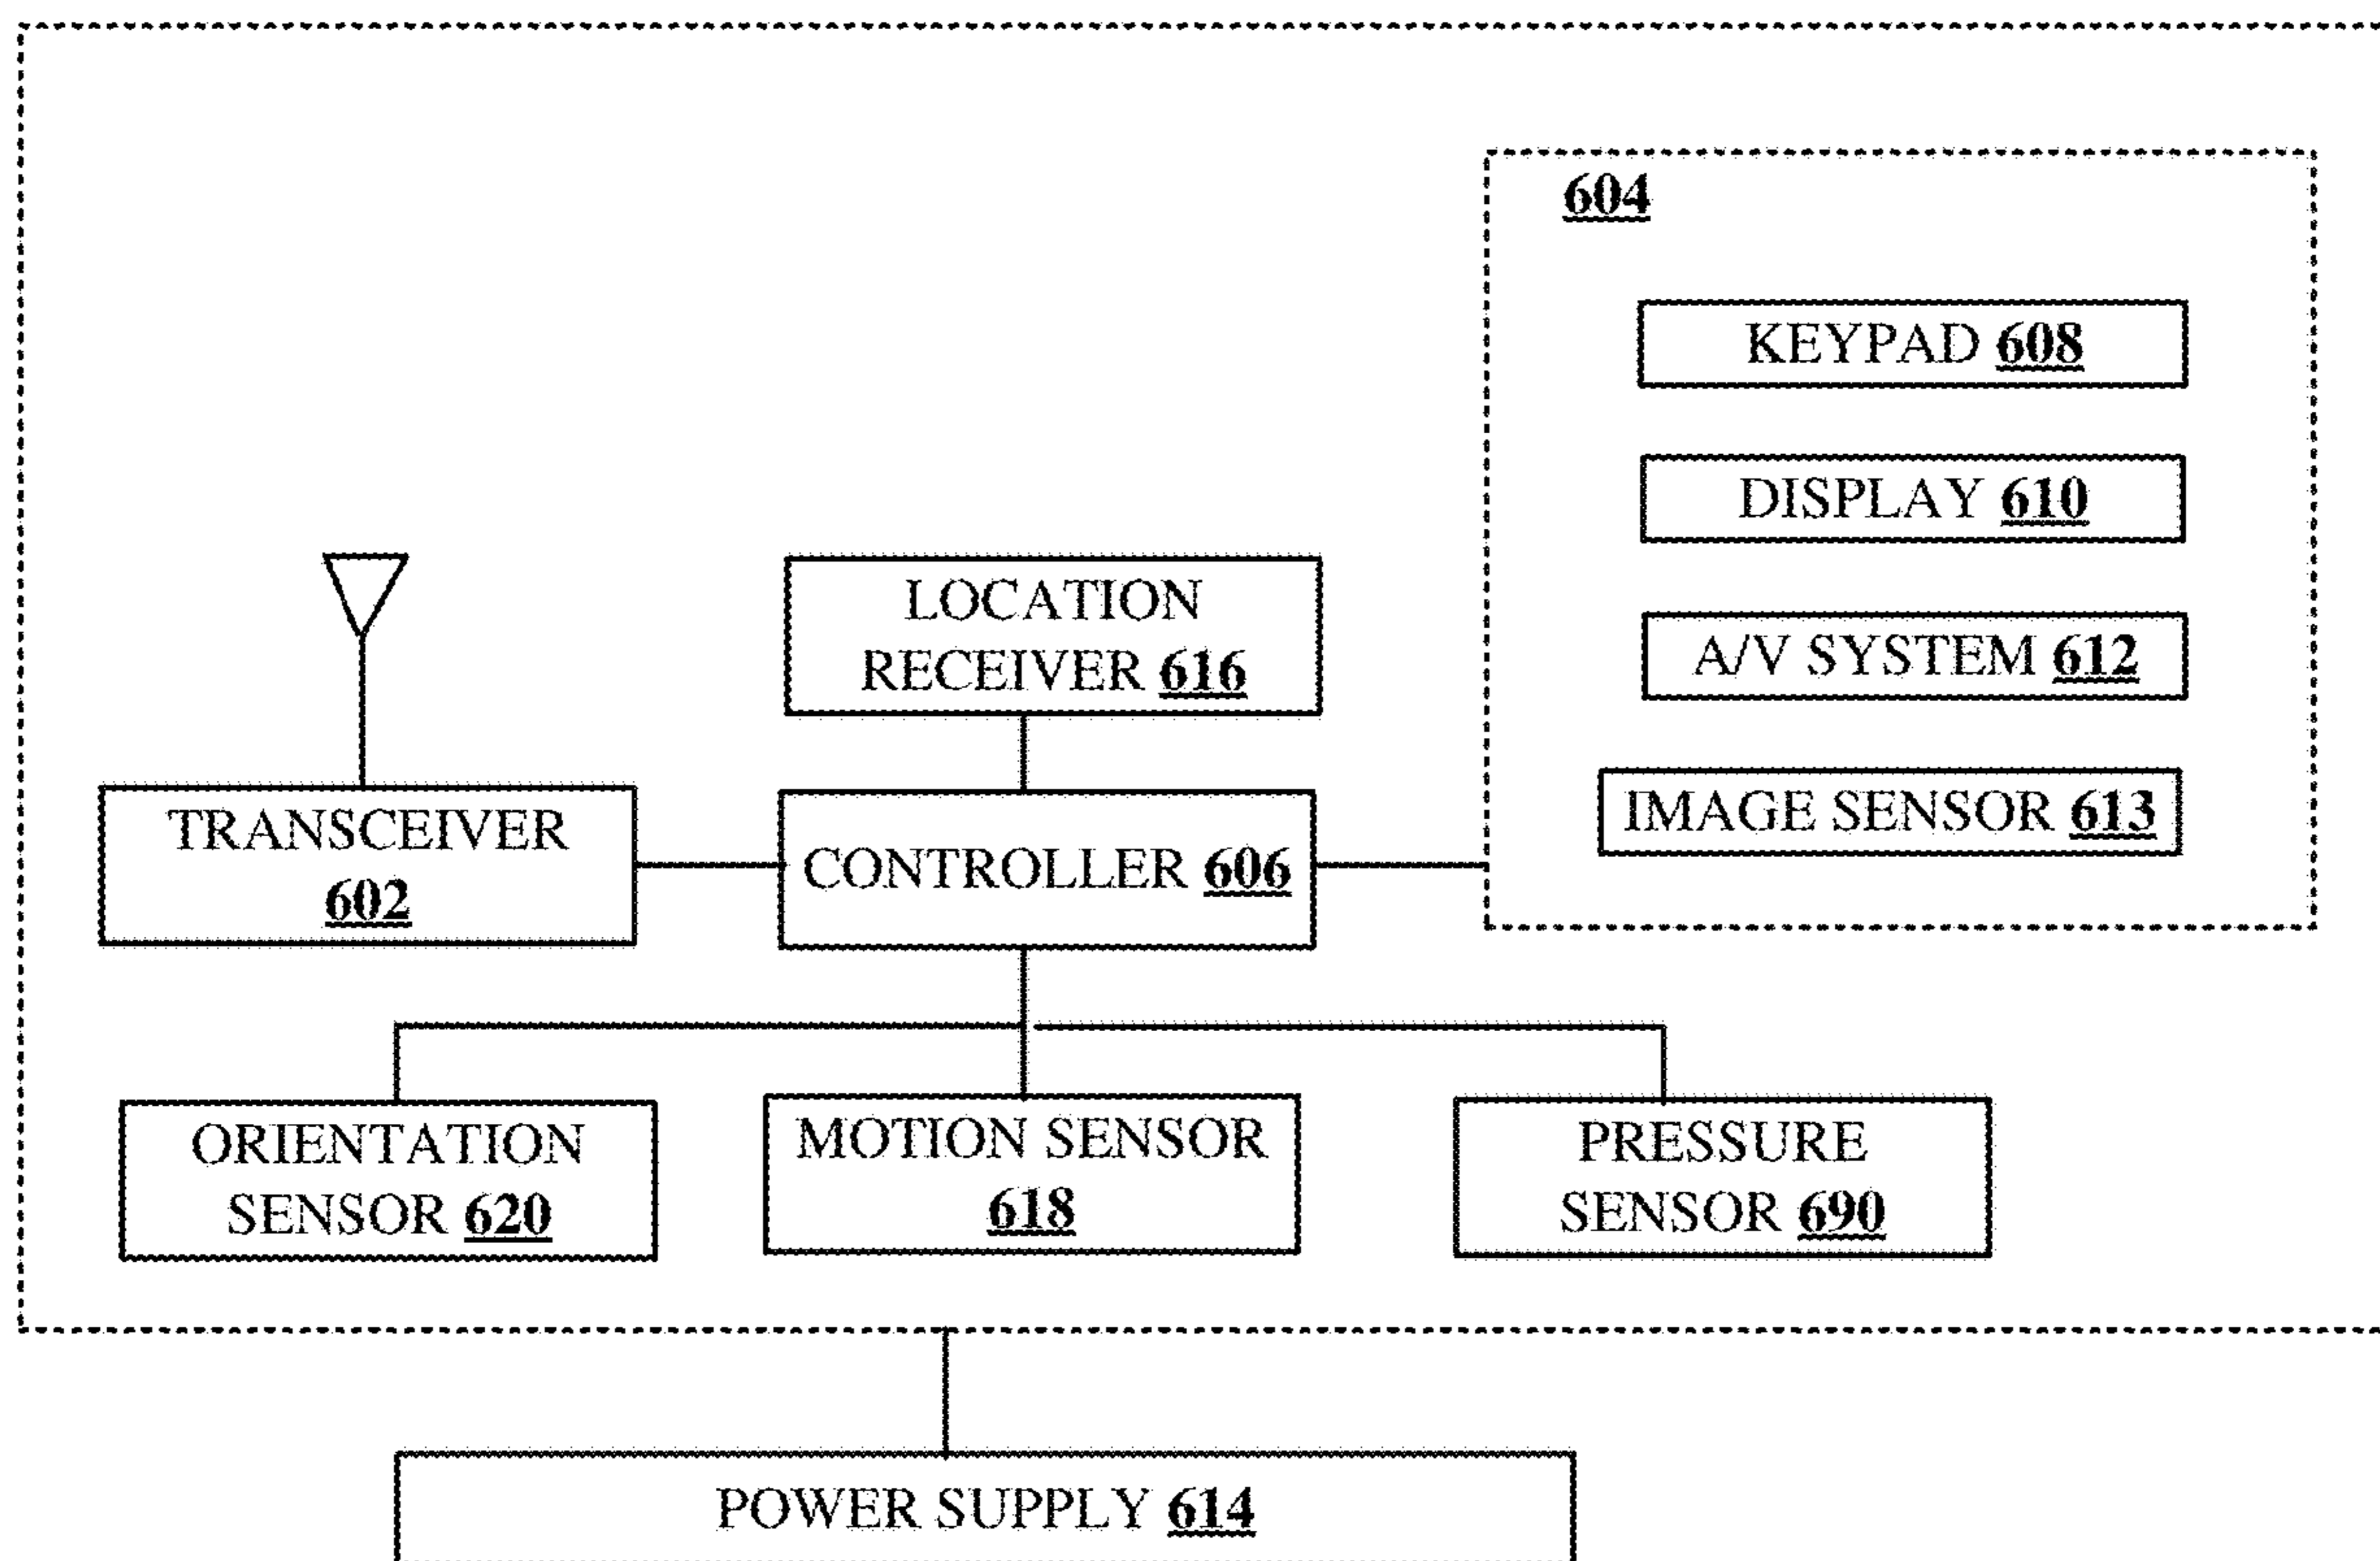 604
KEYPAD 608
DISPLAY 610
A/V SYSTEM 612
IMAGE SENSOR 613
LOCATION
RECEIVER 616
TRANSCEIVER
602
CONTROLLER 606
ORIENTATION
SENSOR 620
MOTION SENSOR
618
PRESSURE
SENSOR 690
POWER SUPPLY 614